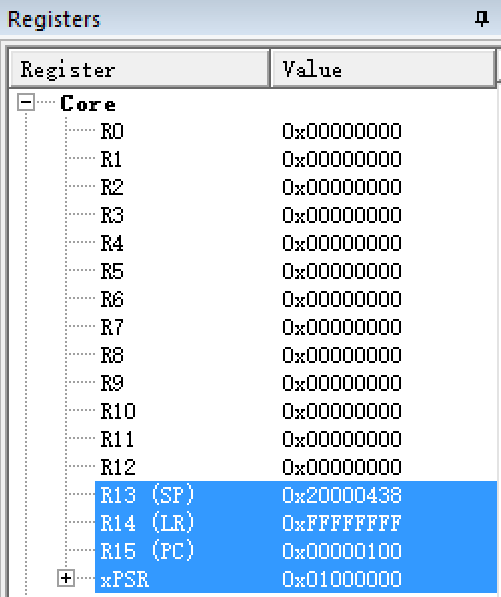 Registers
Register Value
Core
R0 0x00000000
R1 0x00000000
R2 0x00000000
R3 0x00000000
R4 0x00000000
R5 0x00000000
R6 0x00000000
R7 0x00000000
R8 0x00000000
R9 0x00000000
R10 0x00000000
R11 0x00000000
R12 0x00000000
R13 (SP) 0x20000438
R14 (LR) 0xFFFFFFFF
R15 (PC) 0x00000100
xPSR 0x01000000